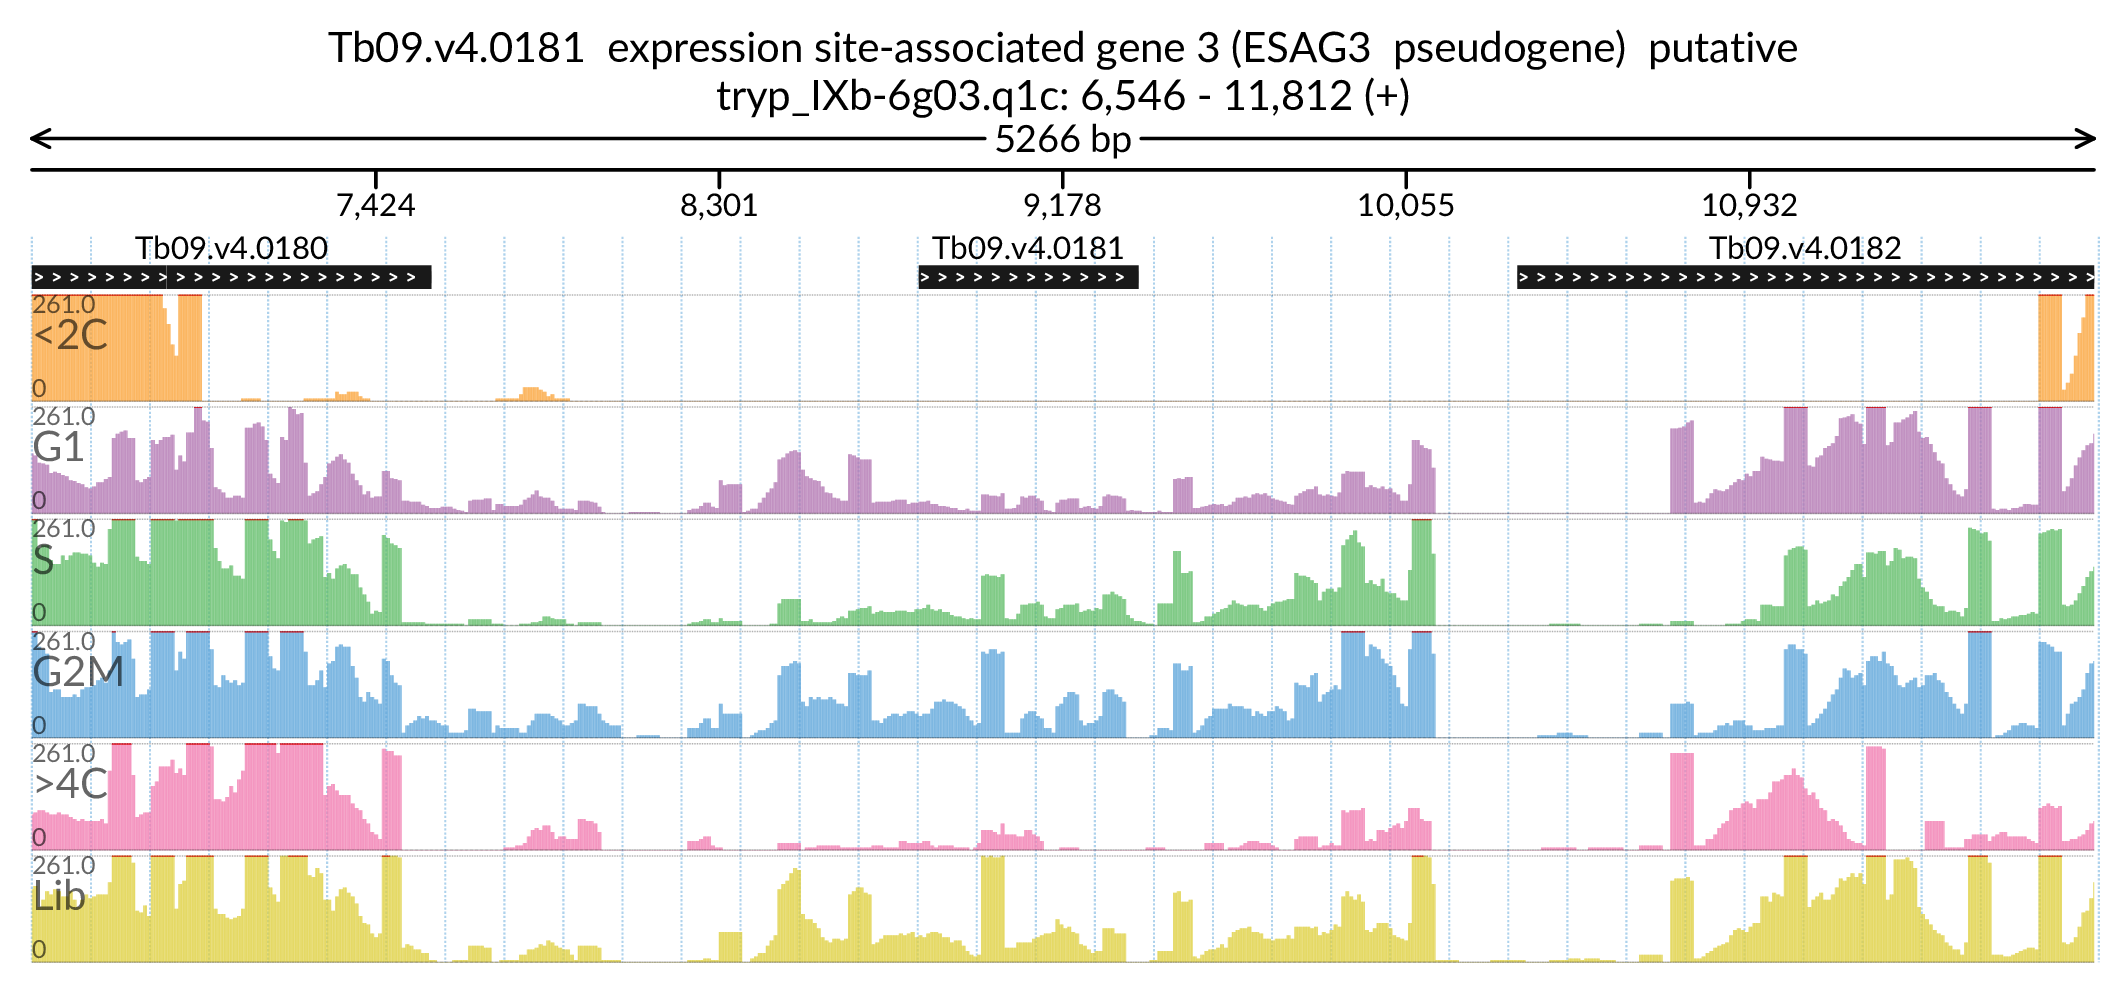 Tb09.v4.0181 expression site-associated gene 3 (ESAG3 pseudogene) putative
tryp_IXb-6g03.q1c: 6,546 - 11,812 (+)
5266 bp
7,424 8,301 9,178 10,055 10,932
Tb09.v4.0180 Tb09.v4.0181 Tb09.v4.0182
261.0
<2C
0
261.0
G1
0
261.0
S
0
261.0
G2M
0
261.0
>4C
0
261.0
Lib
0